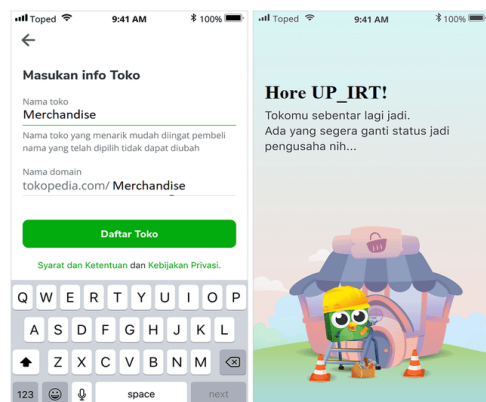 Toped 9:41 AM 100%
Masukan info Toko
Nama toko
Merchandise
Nama toko yang menarik mudah diingat pembeli
nama yang telah dipilih tidak dapat diubah
Nama domain
tokopedia.com/ Merchandise
Daftar Toko
Syarat dan Ketentuan dan Kebijakan Privasi.
Q W E R T Y U I O P
A S D F G H J K L
Z X C V B N M
123 space next
Toped 9:41 AM 100%
Hore UP_IRT!
Tokomu sebentar lagi jadi.
Ada yang segera ganti status jadi
pengusaha nih...